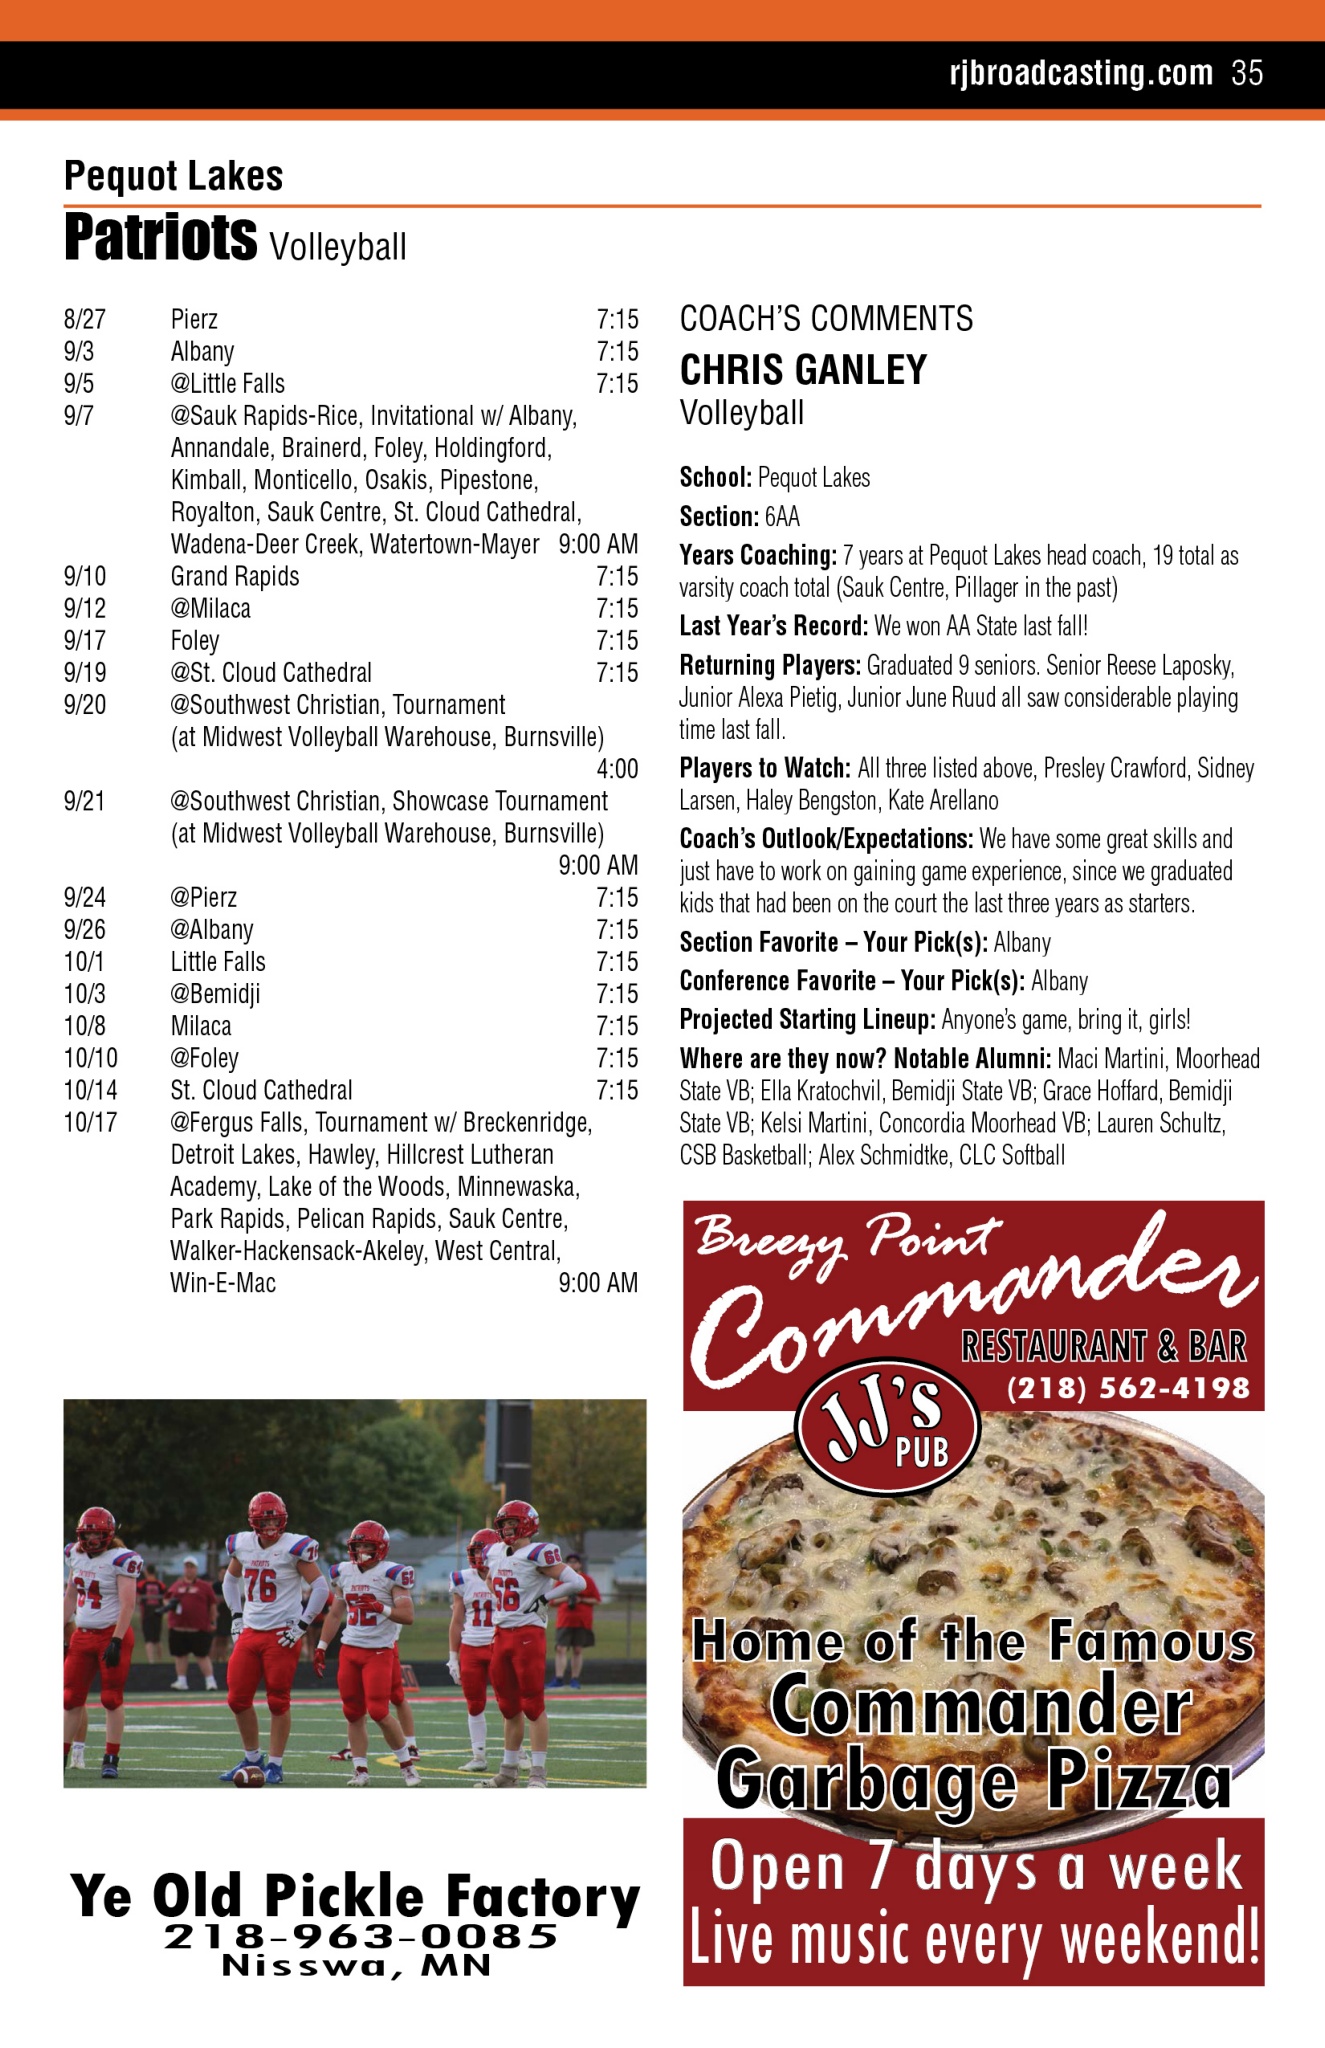 rjbroadcasting.com 35
Pequot Lakes
Patriots Volleyball
8/27 Pierz 7:15
9/3 Albany 7:15
9/5 @Little Falls 7:15
9/7 @Sauk Rapids-Rice, Invitational w/ Albany,
Annandale, Brainerd, Foley, Holdingford,
Kimball, Monticello, Osakis, Pipestone,
Royalton, Sauk Centre, St. Cloud Cathedral,
Wadena-Deer Creek, Watertown-Mayer 9:00 AM
9/10 Grand Rapids 7:15
9/12 @Milaca 7:15
9/17 Foley 7:15
9/19 @St. Cloud Cathedral 7:15
9/20 @Southwest Christian, Tournament
(at Midwest Volleyball Warehouse, Burnsville)
4:00
9/21 @Southwest Christian, Showcase Tournament
(at Midwest Volleyball Warehouse, Burnsville)
9:00 AM
9/24 @Pierz 7:15
9/26 @Albany 7:15
10/1 Little Falls 7:15
10/3 @Bemidji 7:15
10/8 Milaca 7:15
10/10 @Foley 7:15
10/14 St. Cloud Cathedral 7:15
10/17 @Fergus Falls, Tournament w/ Breckenridge,
Detroit Lakes, Hawley, Hillcrest Lutheran
Academy, Lake of the Woods, Minnewaska,
Park Rapids, Pelican Rapids, Sauk Centre,
Walker-Hackensack-Akeley, West Central,
Win-E-Mac 9:00 AM
COACH'S COMMENTS
CHRIS GANLEY
Volleyball
School: Pequot Lakes
Section: 6AA
Years Coaching: 7 years at Pequot Lakes head coach, 19 total as
varsity coach total (Sauk Centre, Pillager in the past)
Last Year's Record: We won AA State last fall!
Returning Players: Graduated 9 seniors. Senior Reese Laposky,
Junior Alexa Pietig, Junior June Ruud all saw considerable playing
time last fall.
Players to Watch: All three listed above, Presley Crawford, Sidney
Larsen, Haley Bengston, Kate Arellano
Coach's Outlook/Expectations: We have some great skills and
just have to work on gaining game experience, since we graduated
kids that had been on the court the last three years as starters.
Section Favorite – Your Pick(s): Albany
Conference Favorite – Your Pick(s): Albany
Projected Starting Lineup: Anyone's game, bring it, girls!
Where are they now? Notable Alumni: Maci Martini, Moorhead
State VB; Ella Kratochvil, Bemidji State VB; Grace Hoffard, Bemidji
State VB; Kelsi Martini, Concordia Moorhead VB; Lauren Schultz,
CSB Basketball; Alex Schmidtke, CLC Softball
64 64 PATRIOTS 76 76 PATRIOTS 52 52 11 66 66
Ye Old Pickle Factory
218-963-0085
Nisswa, MN
Breezy Point
Commander
RESTAURANT & BAR
(218) 562-4198
JJ's
PUB
Home of the Famous
Commander
Garbage Pizza
Open 7 days a week
Live music every weekend!